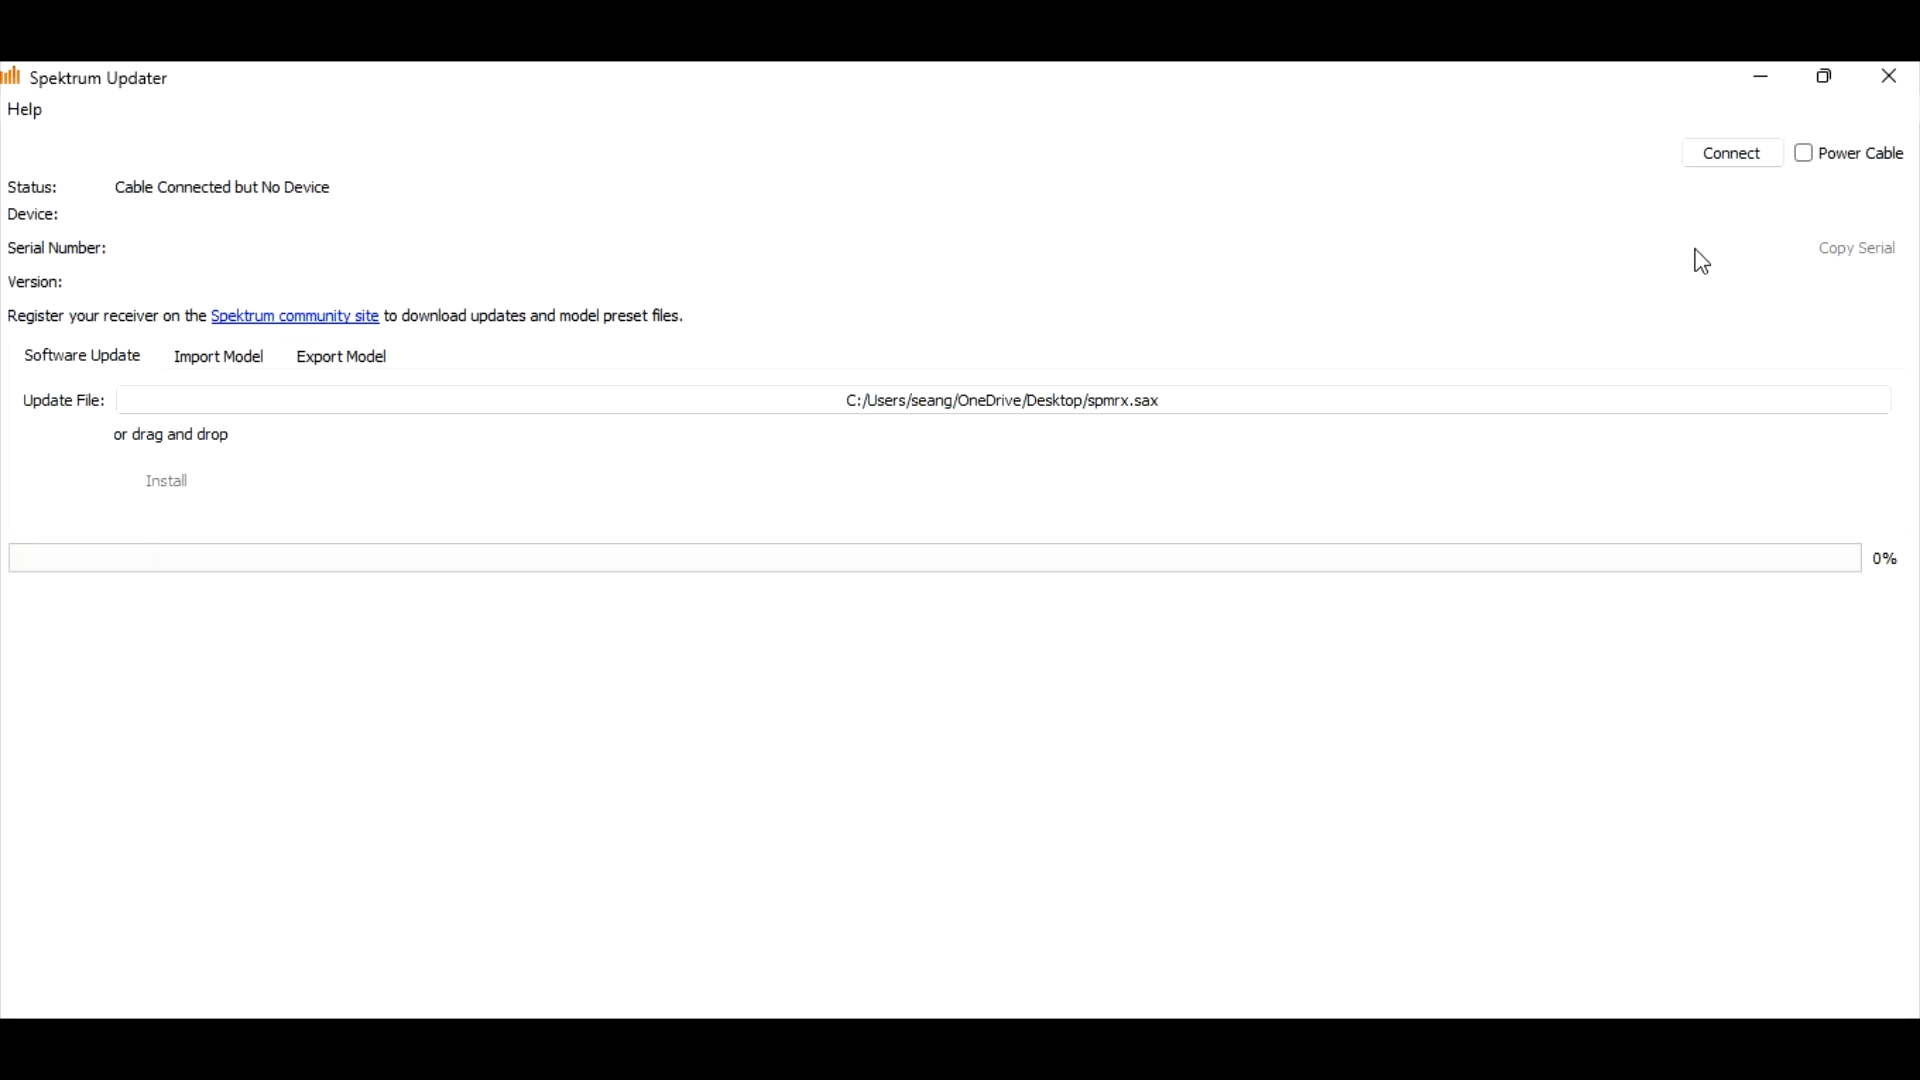 Spektrum Updater
Help
Connect Power Cable
Status: Cable Connected but No Device
Device:
Serial Number: Copy Serial
Version:
Register your receiver on the Spektrum community site to download updates and model preset files.
Software Update Import Model Export Model
Update File: C:/Users/seang/OneDrive/Desktop/spmrx.sax
or drag and drop
Install
0%